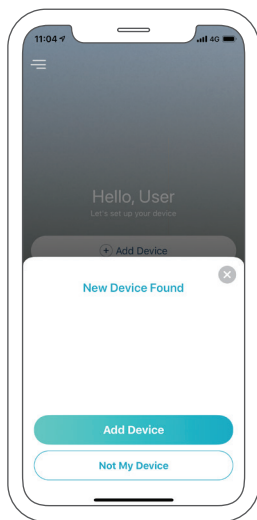 11:04
4G
Hello, User
Let's set up your device
Add Device
New Device Found
Add Device
Not My Device